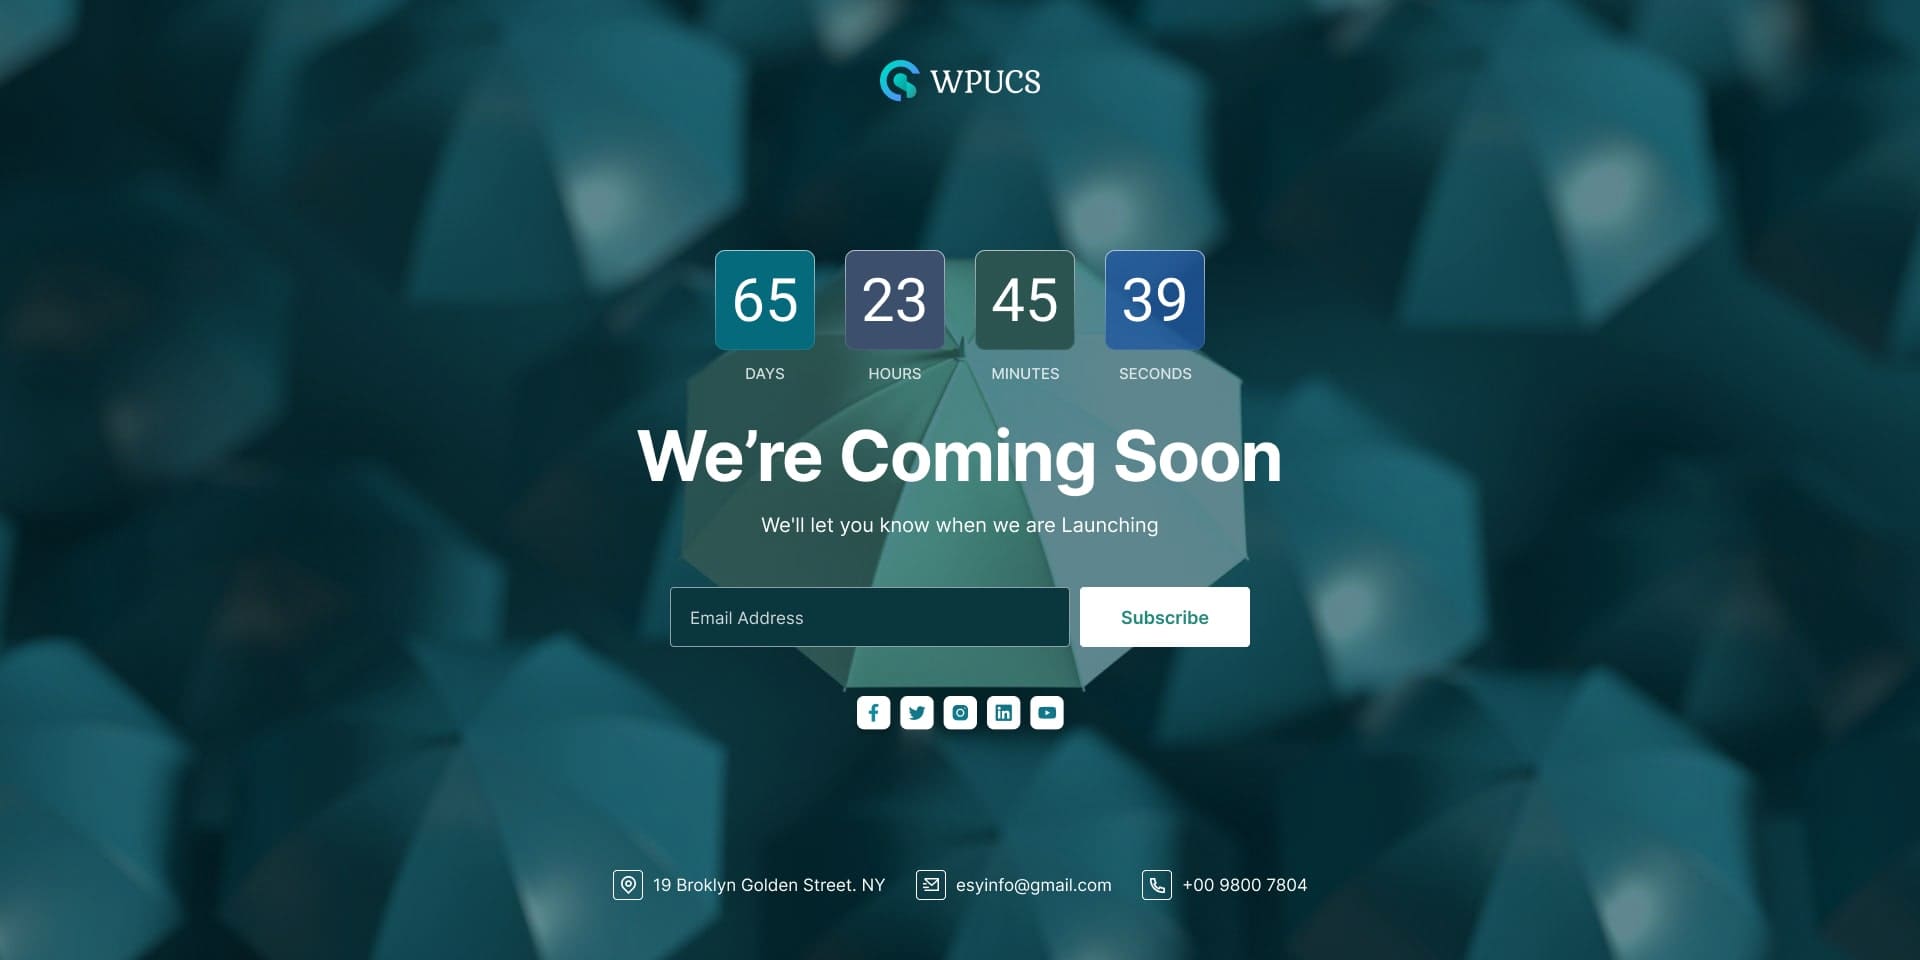 WPUCS
65 23 45 39
DAYS HOURS MINUTES SECONDS
We’re Coming Soon
We'll let you know when we are Launching
Email Address Subscribe
19 Broklyn Golden Street. NY esyinfo@gmail.com +00 9800 7804